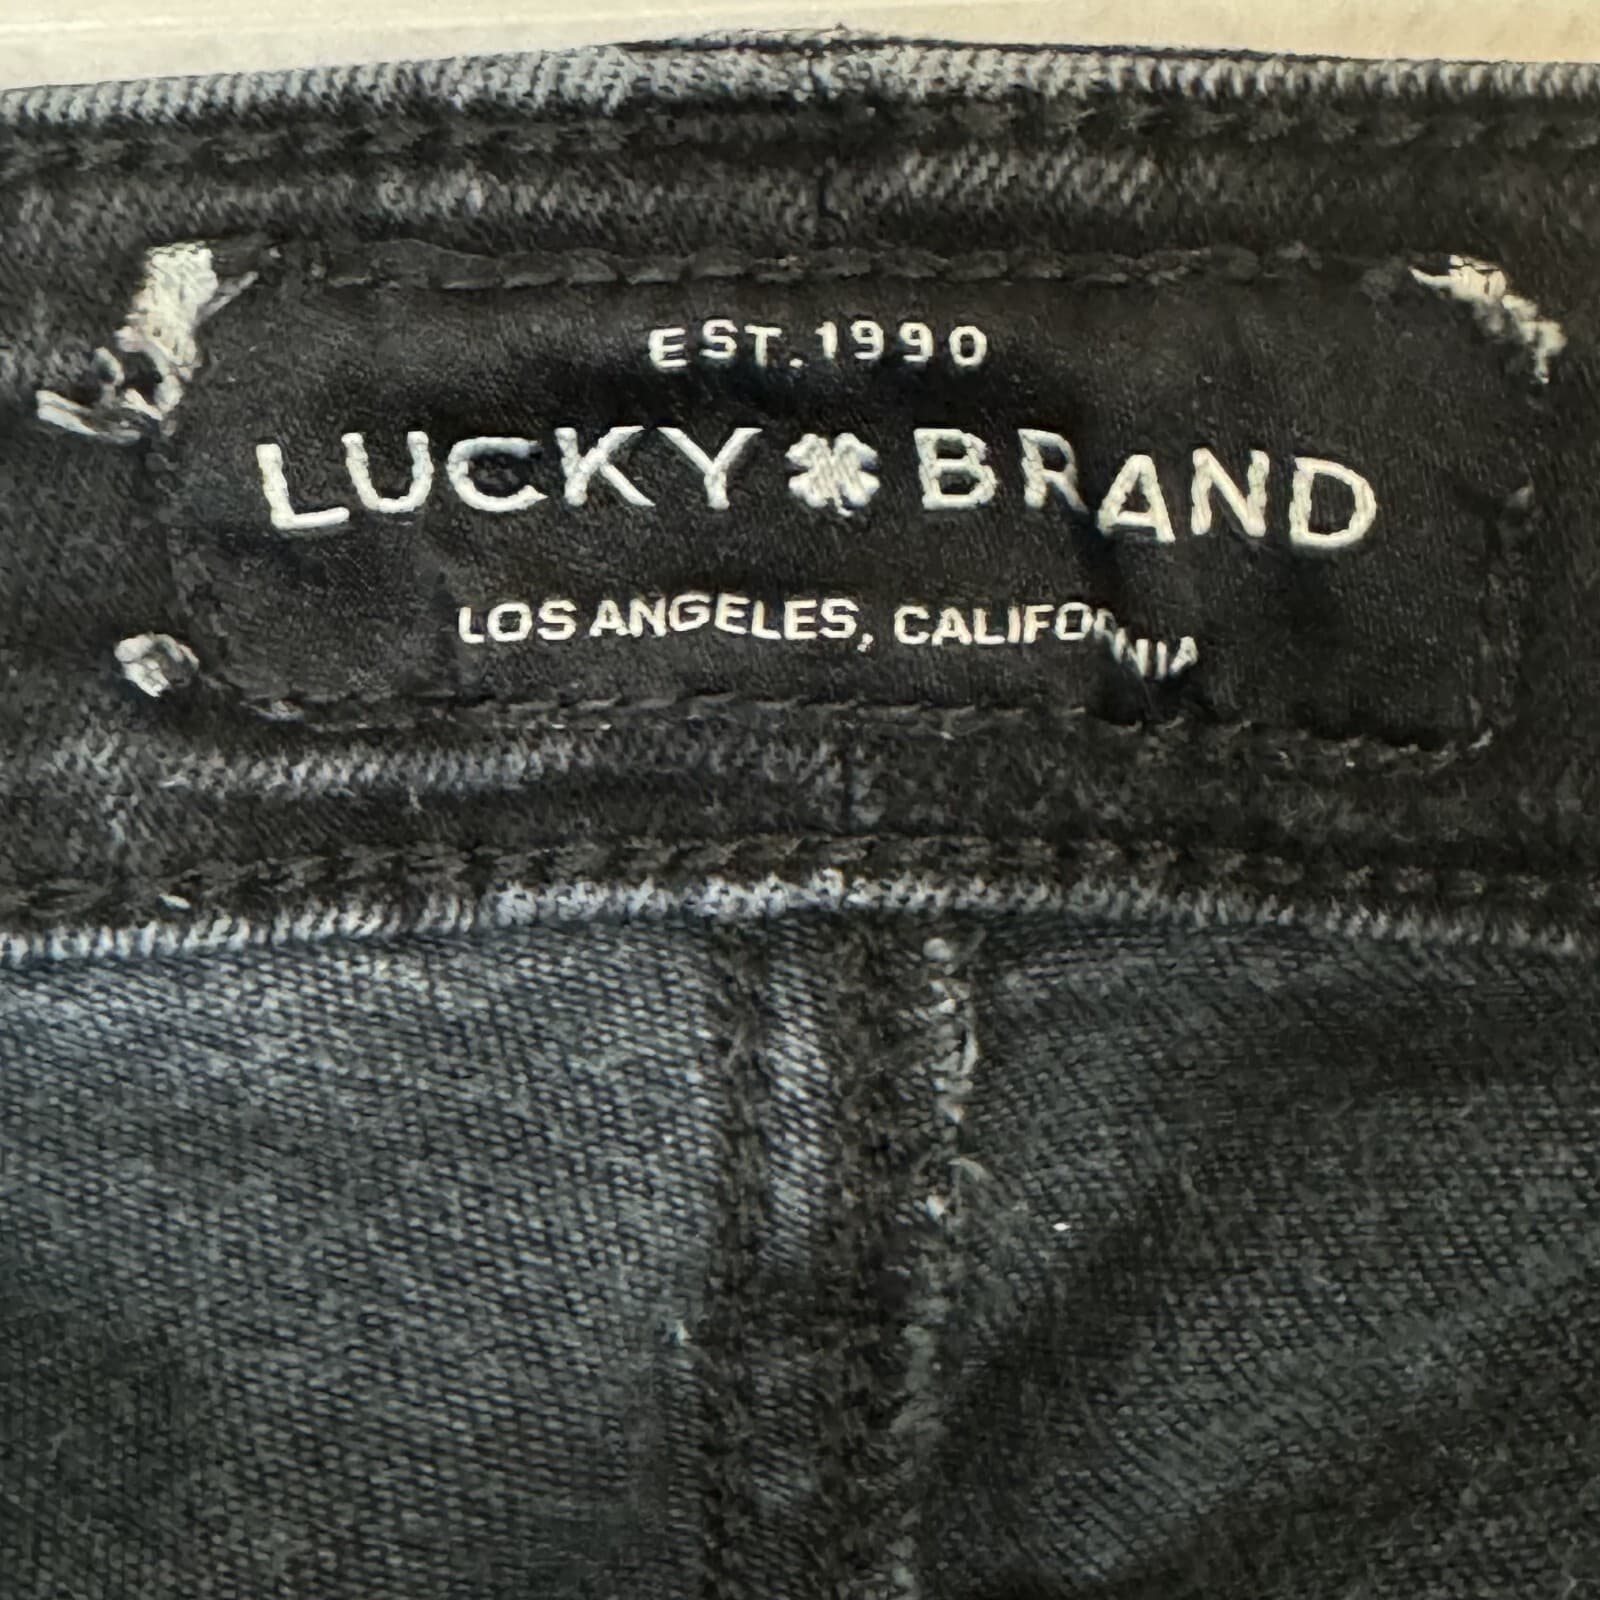 EST. 1990
LUCKY BRAND
LOS ANGELES, CALIFORNIA